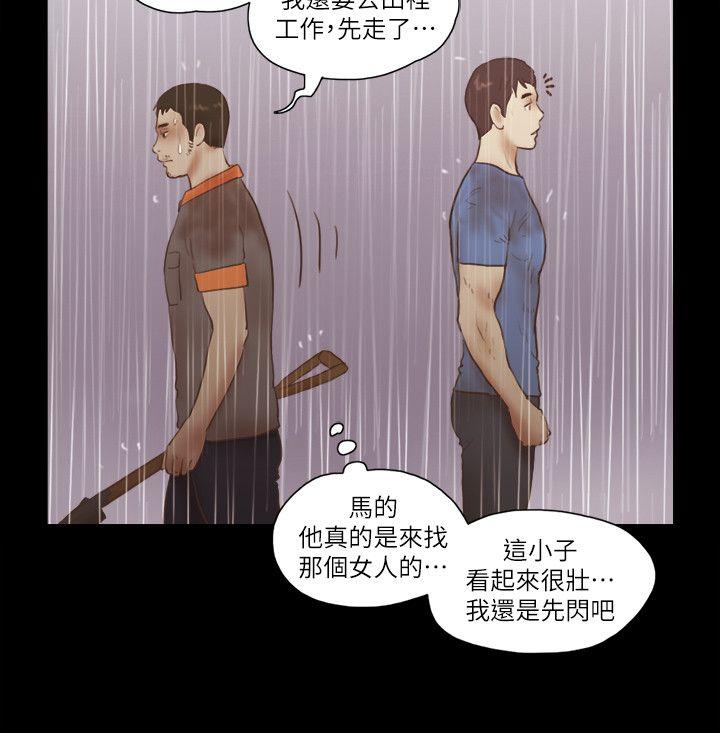 工作，先走了⋯
馬的
他真的是來找
那個女人的⋯
這小子
看起來很壯⋯
我還是先閃吧